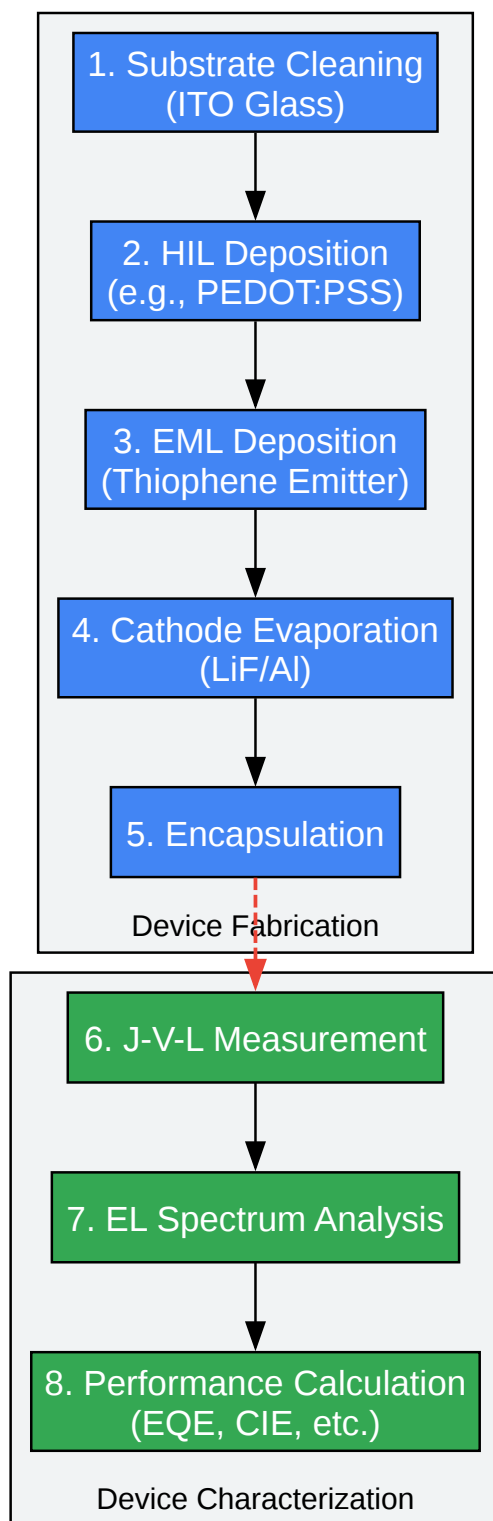 1. Substrate Cleaning
(ITO Glass)
2. HIL Deposition
(e.g., PEDOT:PSS)
3. EML Deposition
(Thiophene Emitter)
4. Cathode Evaporation
(LiF/Al)
5. Encapsulation
Device Fabrication
6. J-V-L Measurement
7. EL Spectrum Analysis
8. Performance Calculation
(EQE, CIE, etc.)
Device Characterization